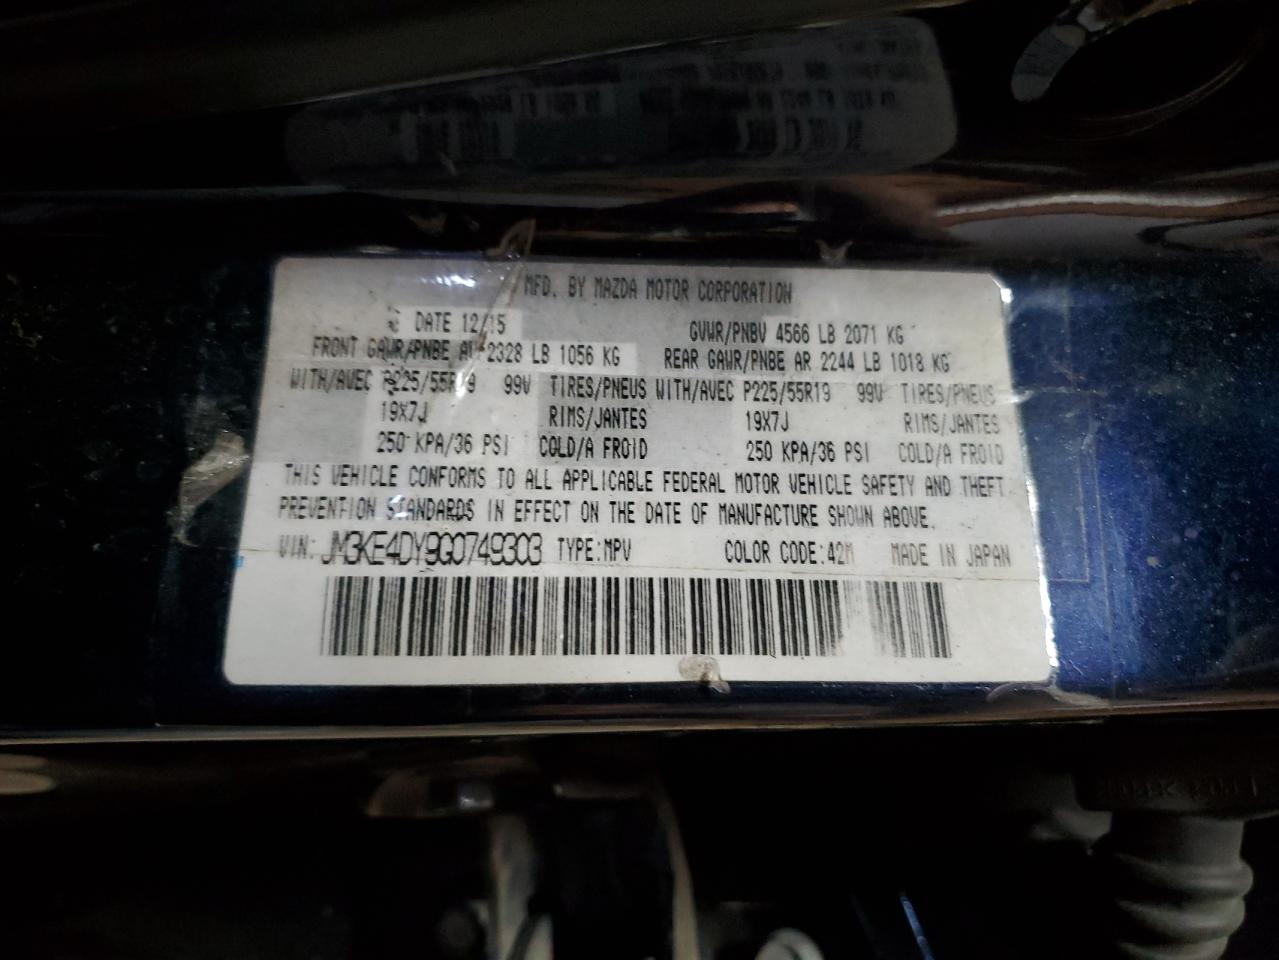 MFD. BY MAZDA MOTOR CORPORATION
DATE 12/15 GVWR/PNBV 4566 LB 2071 KG
FRONT GAWR/PNBE AV 2328 LB 1056 KG REAR GAWR/PNBE AR 2244 LB 1018 KG
WITH/AVEC P225/55R19 99V TIRES/PNEUS WITH/AVEC P225/55R19 99V TIRES/PNEUS
19X7J RIMS/JANTES 19X7J RIMS/JANTES
250 KPA/36 PSI COLD/A FROID 250 KPA/36 PSI COLD/A FROID
THIS VEHICLE CONFORMS TO ALL APPLICABLE FEDERAL MOTOR VEHICLE SAFETY AND THEFT
PREVENTION STANDARDS IN EFFECT ON THE DATE OF MANUFACTURE SHOWN ABOVE.
VIN: JM3KE4DY9G0749303 TYPE:MPV COLOR CODE:42M MADE IN JAPAN